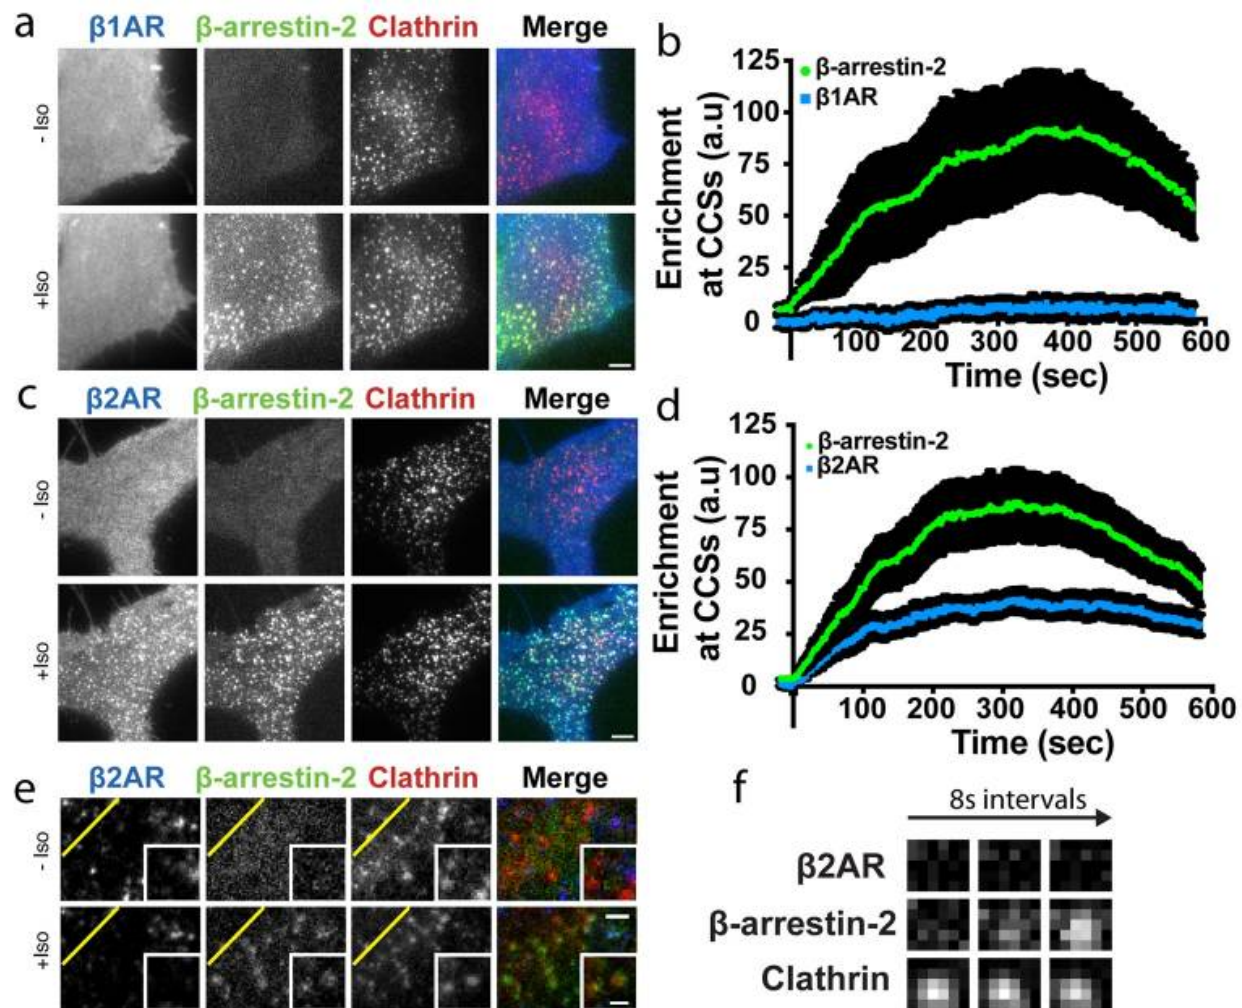 a
β1AR β-arrestin-2 Clathrin Merge
- Iso
+Iso
b
125
100
75
50
25
0
Enrichment
at CCSs (a.u)
β-arrestin-2
β1AR
100 200 300 400 500 600
Time (sec)
c
β2AR β-arrestin-2 Clathrin Merge
- Iso
+Iso
d
125
100
75
50
25
0
Enrichment
at CCSs (a.u)
β-arrestin-2
β2AR
100 200 300 400 500 600
Time (sec)
e
β2AR β-arrestin-2 Clathrin Merge
- Iso
+Iso
f
8s intervals
β2AR
β-arrestin-2
Clathrin